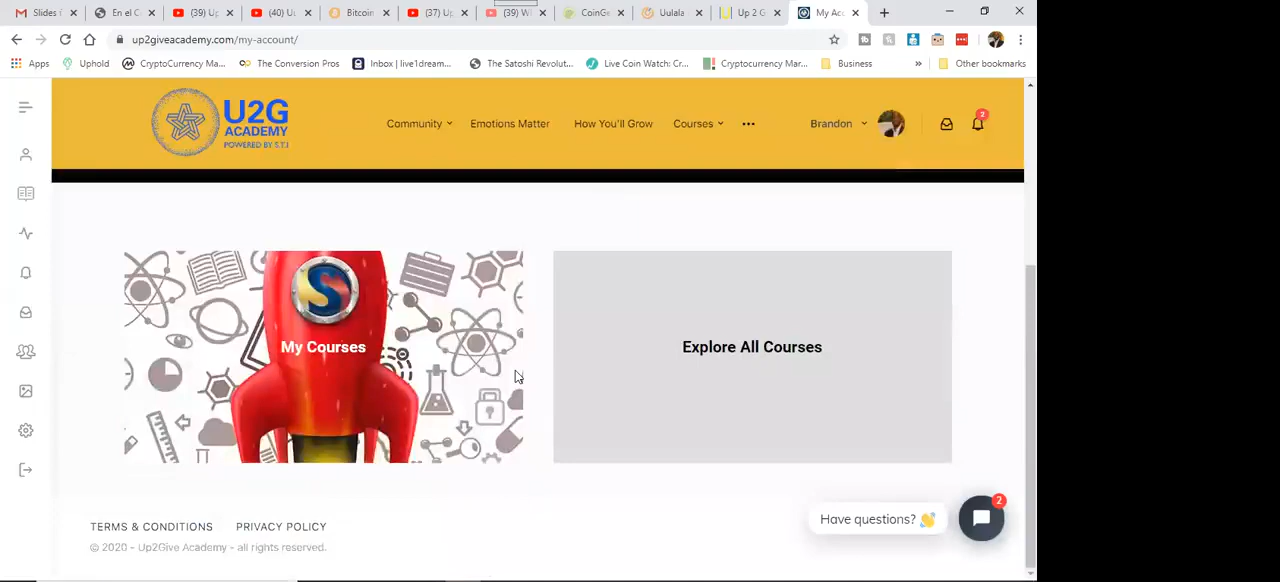 Slides f
En el C
(39) Up
(40) Uu
Bitcoin
(37) Up
(39) Wi
CoinGe
Uulala
Up 2 G
My Acc
up2giveacademy.com/my-account/
Apps
Uphold
CryptoCurrency Ma...
The Conversion Pros
Inbox | live1dream...
The Satoshi Revolut...
Live Coin Watch: Cr...
Cryptocurrency Mar...
Business
»
Other bookmarks
U2G
ACADEMY
POWERED BY S.T.I
Community
Emotions Matter
How You'll Grow
Courses
Brandon
2
S
My Courses
Explore All Courses
TERMS & CONDITIONS
PRIVACY POLICY
© 2020 - Up2Give Academy - all rights reserved.
Have questions? 👋
2